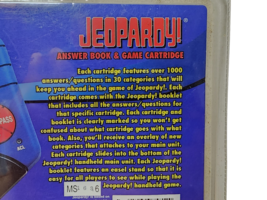 JEOPARDY!
ANSWER BOOK & GAME CARTRIDGE
Each cartridge features over 1000
answers/questions in 30 categories that will
keep you ahead in the game of Jeopardy!. Each
cartridge comes with the Jeopardy! booklet
that includes all the answers/questions for
that specific cartridge. Each cartridge and
booklet is clearly marked so you won't get
confused about what cartridge goes with what
book. Also, you'll receive an overlay of new
categories that attaches to your main unit.
Each cartridge slides into the bottom of the
Jeopardy! handheld main unit. Each Jeopardy!
booklet features an easel stand so that it is
easy for all players to see while playing the
Jeopardy! handheld game.
PASS